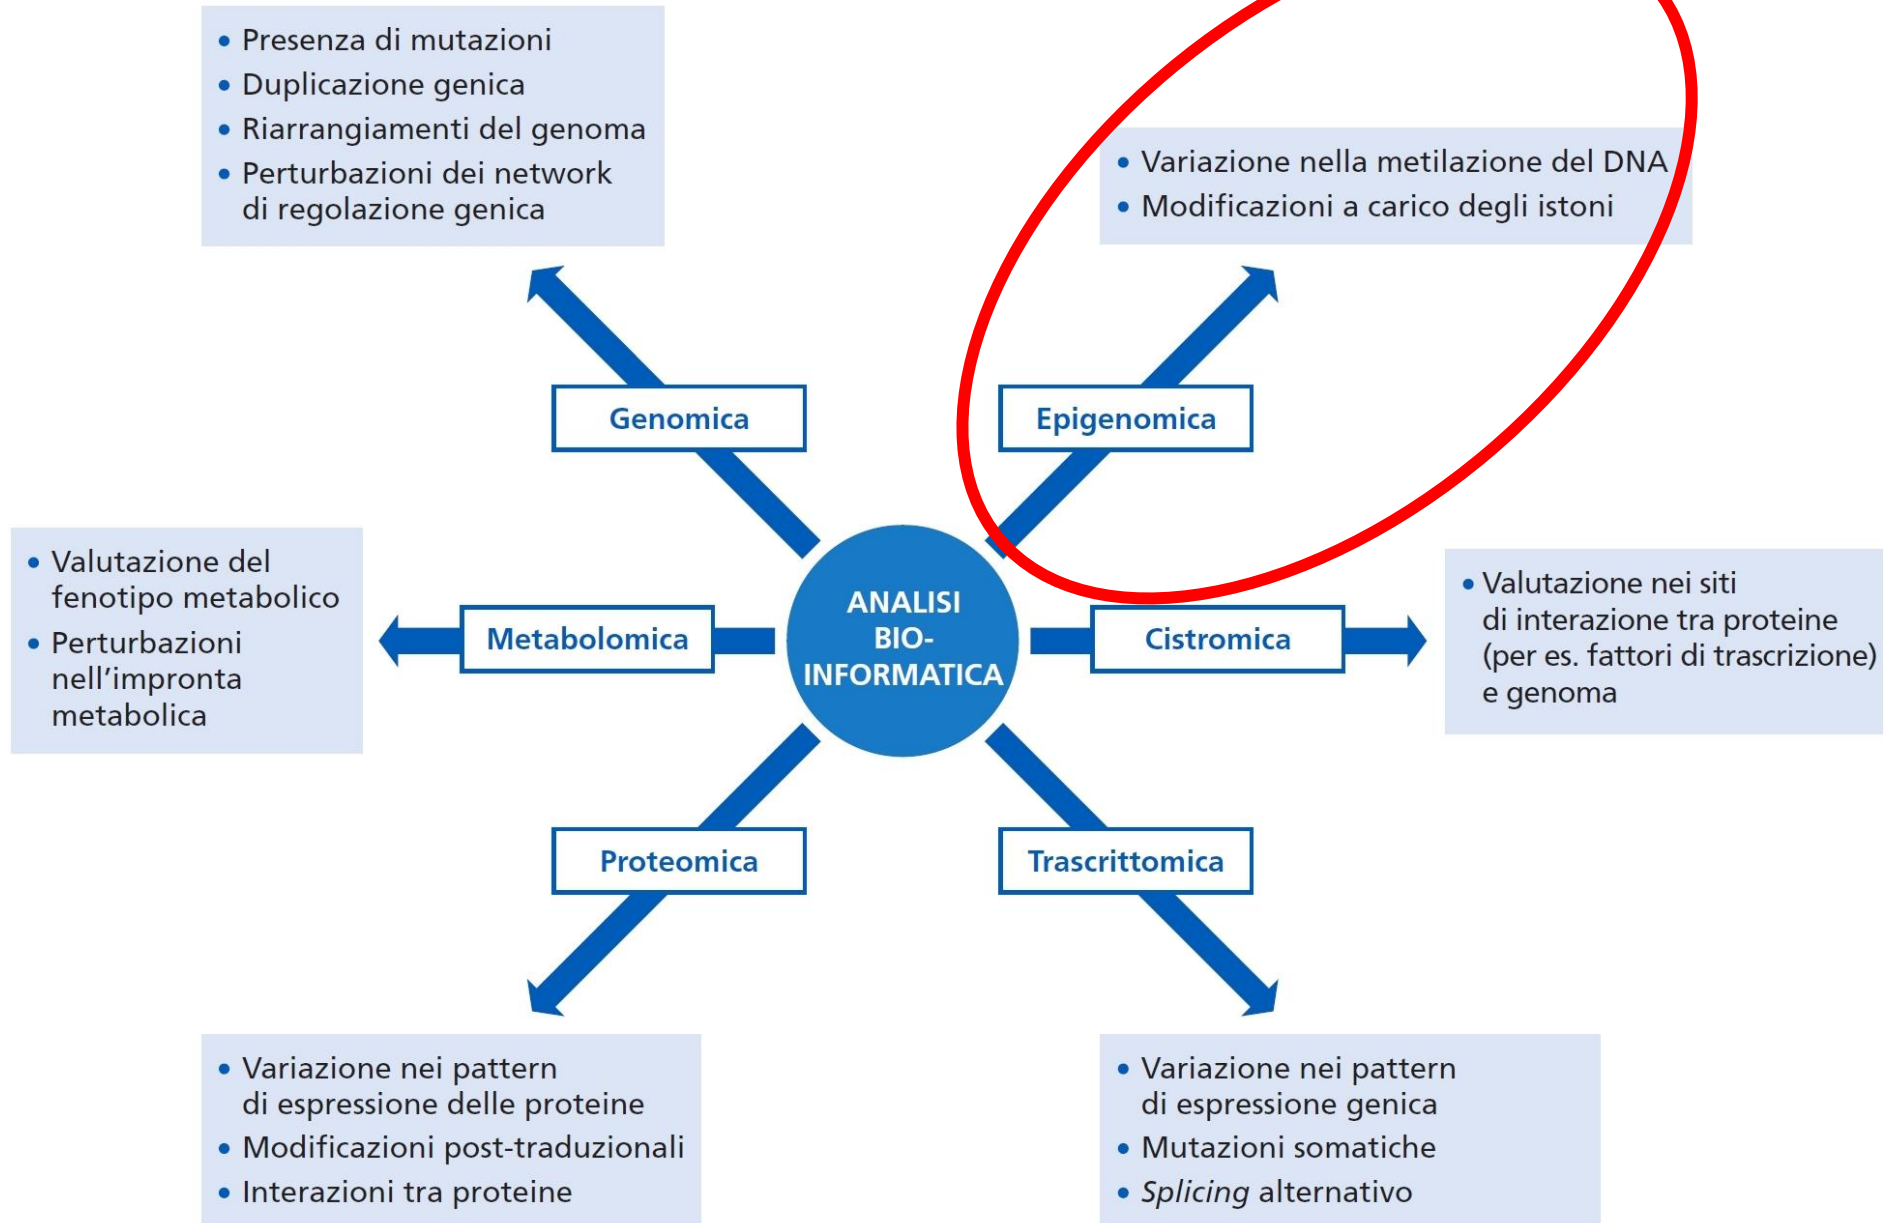 • Presenza di mutazioni
• Duplicazione genica
• Riarrangiamenti del genoma
• Perturbazioni dei network
di regolazione genica
• Variazione nella metilazione del DNA
• Modificazioni a carico degli istoni
Genomica
Epigenomica
• Valutazione del
fenotipo metabolico
• Perturbazioni
nell’impronta
metabolica
Metabolomica
ANALISI
BIO-
INFORMATICA
Cistromica
• Valutazione nei siti
di interazione tra proteine
(per es. fattori di trascrizione)
e genoma
Proteomica
Trascrittomica
• Variazione nei pattern
di espressione delle proteine
• Modificazioni post-traduzionali
• Interazioni tra proteine
• Variazione nei pattern
di espressione genica
• Mutazioni somatiche
• Splicing alternativo